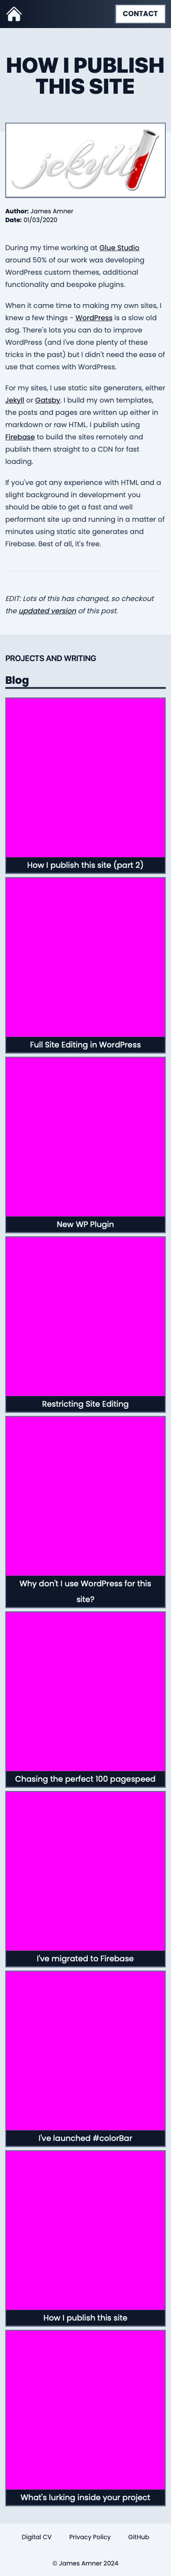 CONTACT
HOW I PUBLISH
THIS SITE
jekyll
Author: James Amner
Date: 01/03/2020
During my time working at Glue Studio
around 50% of our work was developing
WordPress custom themes, additional
functionality and bespoke plugins.
When it came time to making my own sites, I
knew a few things - WordPress is a slow old
dog. There's lots you can do to improve
WordPress (and I've done plenty of these
tricks in the past) but I didn't need the ease of
use that comes with WordPress.
For my sites, I use static site generaters, either
Jekyll or Gatsby. I build my own templates,
the posts and pages are written up either in
markdown or raw HTML. I publish using
Firebase to build the sites remotely and
publish them straight to a CDN for fast
loading.
If you've got any experience with HTML and a
slight background in development you
should be able to get a fast and well
performant site up and running in a matter of
minutes using static site generates and
Firebase. Best of all, it's free.
EDIT: Lots of this has changed, so checkout
the updated version of this post.
PROJECTS AND WRITING
Blog
How I publish this site (part 2)
Full Site Editing in WordPress
New WP Plugin
Restricting Site Editing
Why don't I use WordPress for this
site?
Chasing the perfect 100 pagespeed
I've migrated to Firebase
I've launched #colorBar
How I publish this site
What's lurking inside your project
Digital CV Privacy Policy GitHub
© James Amner 2024